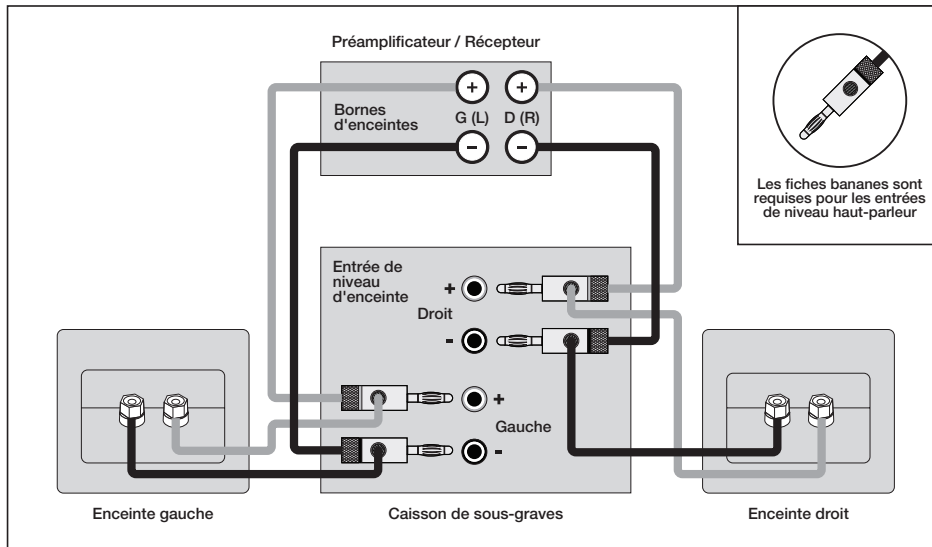 Préamplificateur / Récepteur
Bornes
d'enceintes
+ +
G (L) D (R)
- -
Les fiches bananes sont
requises pour les entrées
de niveau haut-parleur
Entrée de
niveau
d'enceinte
+
Droit
-
+
Gauche
-
Enceinte gauche
Caisson de sous-graves
Enceinte droit